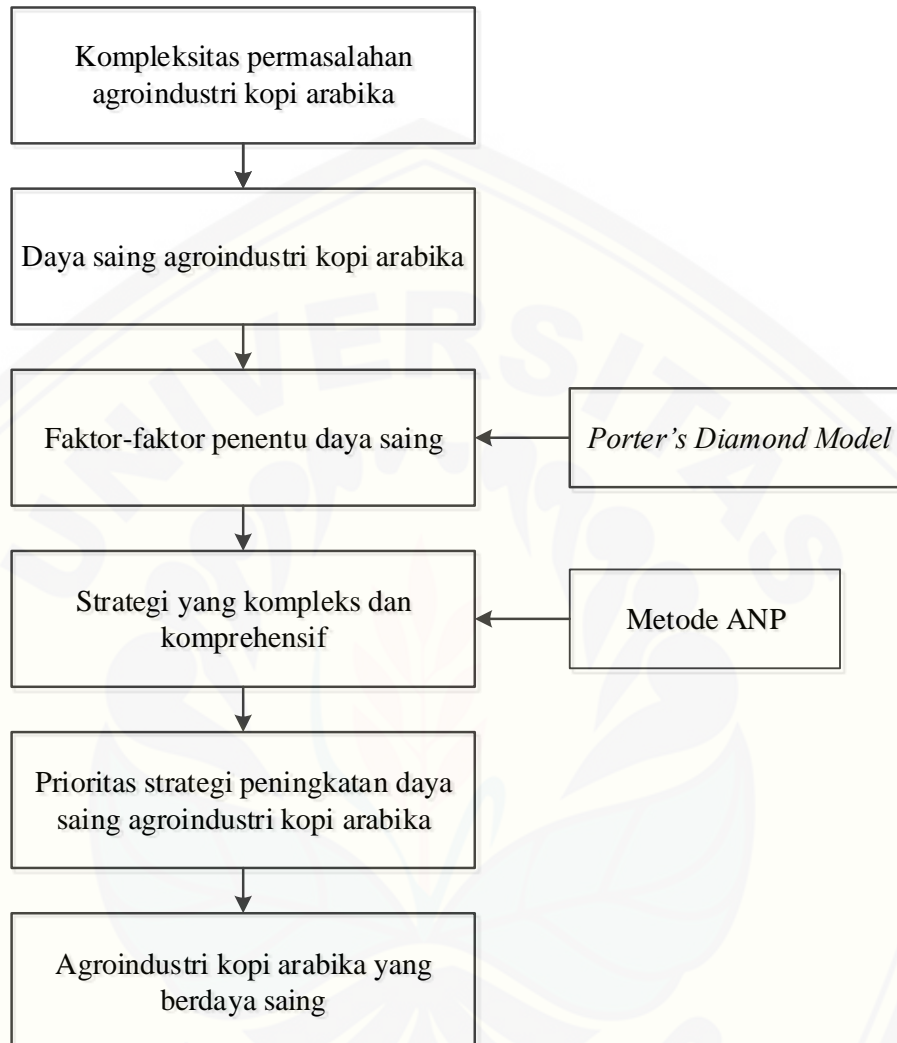 Kompleksitas permasalahan
agroindustri kopi arabika
Daya saing agroindustri kopi arabika
Faktor-faktor penentu daya saing
Porter's Diamond Model
Strategi yang kompleks dan
komprehensif
Metode ANP
Prioritas strategi peningkatan daya
saing agroindustri kopi arabika
Agroindustri kopi arabika yang
berdaya saing
UNIVERSITAS